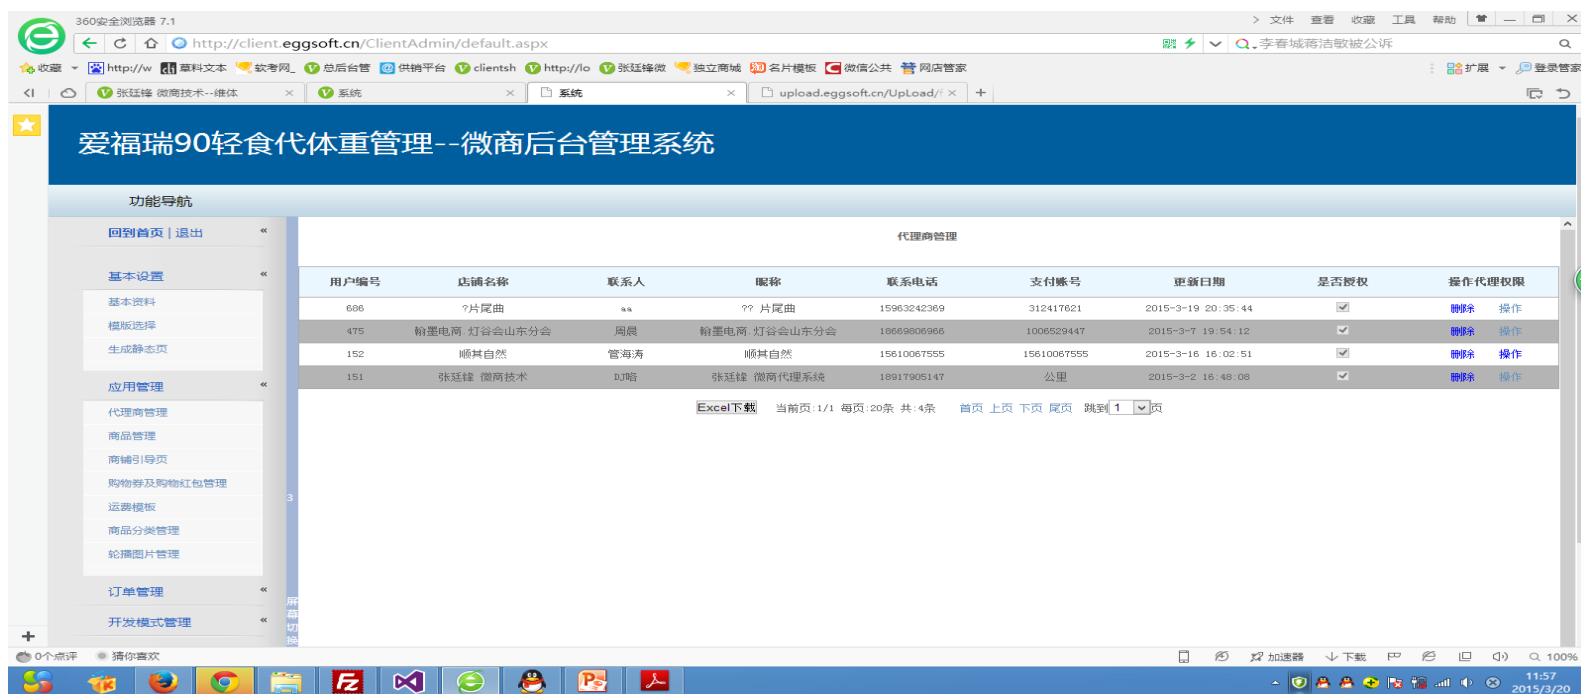 360安全浏览器 7.1
> 文件 查看 收藏 工具 帮助
http://client.eggsoft.cn/ClientAdmin/default.aspx
李春城蒋洁敏被公诉
收藏 http://w 草料文本 软考网_ 总后台管 供销平台 clientsh http://lo 张廷锋微 独立商城 名片模板 微信公共 网店管家 扩展 登录管家
张廷锋 微商技术--维体 系统 系统 upload.eggsoft.cn/UpLoad/f
爱福瑞90轻食代体重管理--微商后台管理系统
功能导航
回到首页 | 退出
代理商管理
基本设置
用户编号 店铺名称 联系人 昵称 联系电话 支付账号 更新日期 是否授权 操作代理权限
基本资料
686 ?片尾曲 aa ?? 片尾曲 15963242369 312417621 2015-3-19 20:35:44 删除 操作
模版选择
475 翰墨电商.灯谷会山东分会 周晨 翰墨电商.灯谷会山东分会 18669806966 1006529447 2015-3-7 19:54:12 删除 操作
生成静态页
152 顺其自然 管海涛 顺其自然 15610067555 15610067555 2015-3-16 16:02:51 删除 操作
151 张廷锋 微商技术 张廷锋 微商代理系统 18917905147 公里 2015-3-2 16:48:08 删除 操作
应用管理
Excel下载 当前页:1/1 每页:20条 共:4条 首页 上页 下页 尾页 跳到 1 页
代理商管理
商品管理
商铺引导页
购物券及购物红包管理
运费模板
3
商品分类管理
轮播图片管理
订单管理
开发模式管理
屏幕切换
0个点评 猜你喜欢 加速器 下载 100%
11:57
2015/3/20